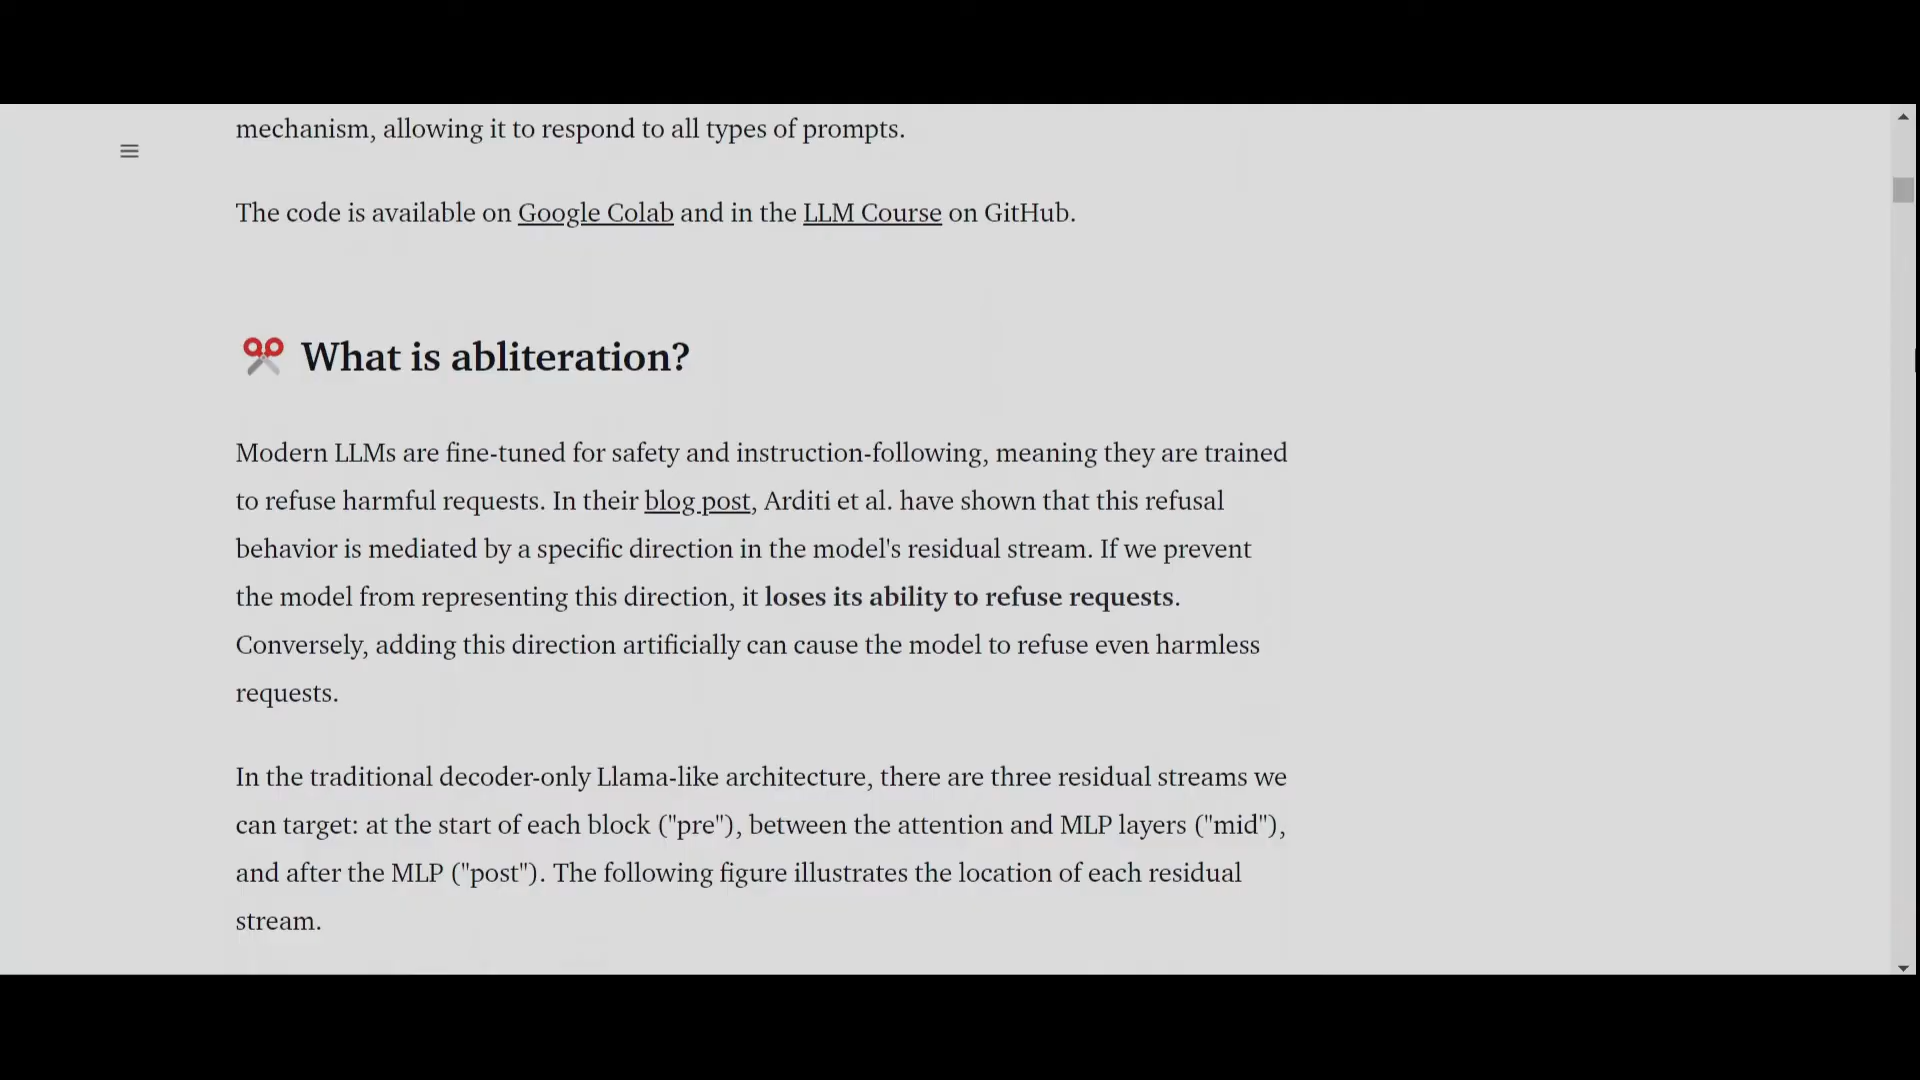 mechanism, allowing it to respond to all types of prompts.
The code is available on Google Colab and in the LLM Course on GitHub.
What is abliteration?
Modern LLMs are fine-tuned for safety and instruction-following, meaning they are trained
to refuse harmful requests. In their blog post, Arditi et al. have shown that this refusal
behavior is mediated by a specific direction in the model's residual stream. If we prevent
the model from representing this direction, it loses its ability to refuse requests.
Conversely, adding this direction artificially can cause the model to refuse even harmless
requests.
In the traditional decoder-only Llama-like architecture, there are three residual streams we
can target: at the start of each block ("pre"), between the attention and MLP layers ("mid"),
and after the MLP ("post"). The following figure illustrates the location of each residual
stream.